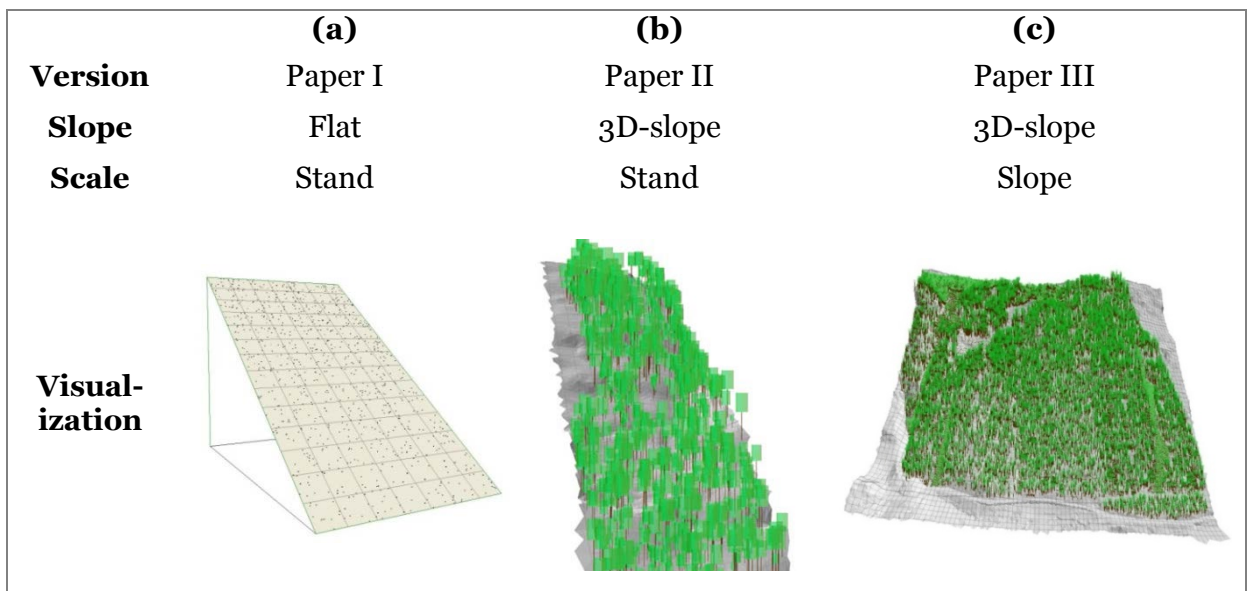 (a) (b) (c)
Version Paper I Paper II Paper III
Slope Flat 3D-slope 3D-slope
Scale Stand Stand Slope
Visual-
ization